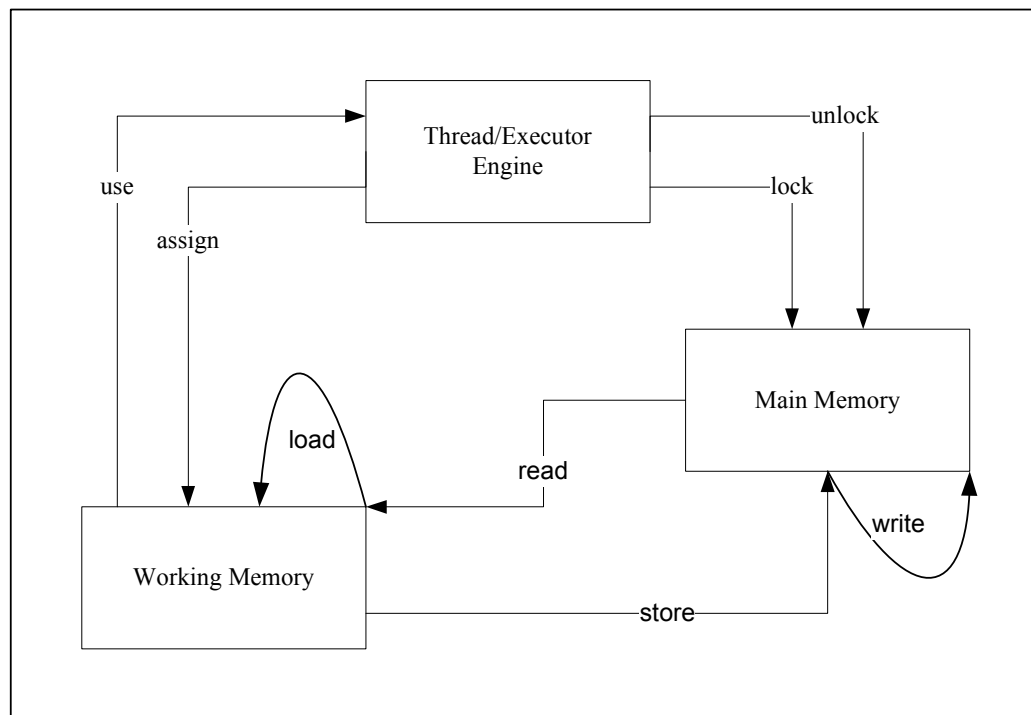 Thread/Executor
Engine
unlock
use
lock
assign
Main Memory
load
read
write
Working Memory
store